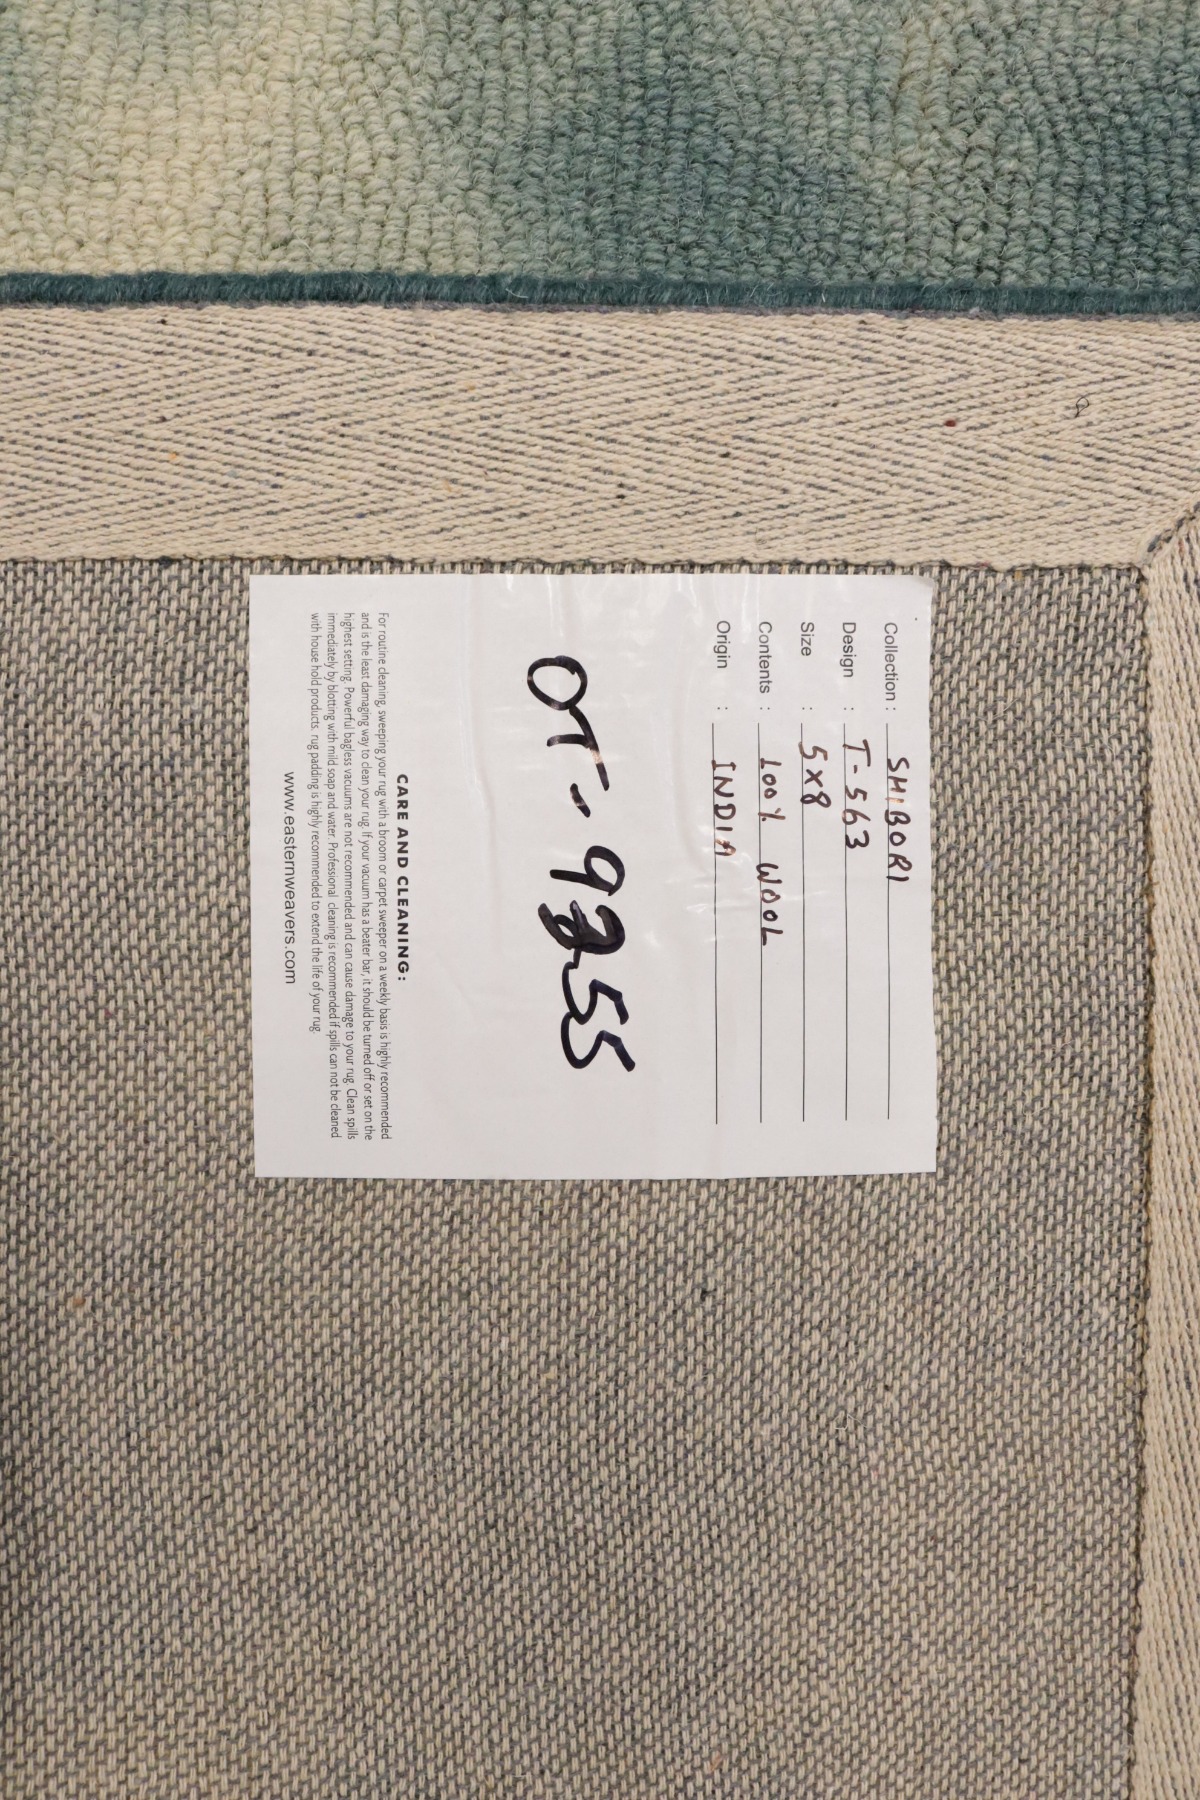 Collection : SHIBORI
Design : T-563
Size : 5x8
Contents : 100% WOOL
Origin : INDIA
CARE AND CLEANING:
For routine cleaning, sweeping your rug with a broom or carpet sweeper on a weekly basis is highly recommended
and is the least damaging way to clean your rug. If your vacuum has a beater bar, it should be turned off or set on the
highest setting. Powerful bagless vacuums are not recommended and can cause damage to your rug. Clean spills
immediately by blotting with mild soap and water. Professional cleaning is recommended if spills can not be cleaned
with house hold products. rug padding is highly recommended to extend the life of your rug.
www.easternweavers.com